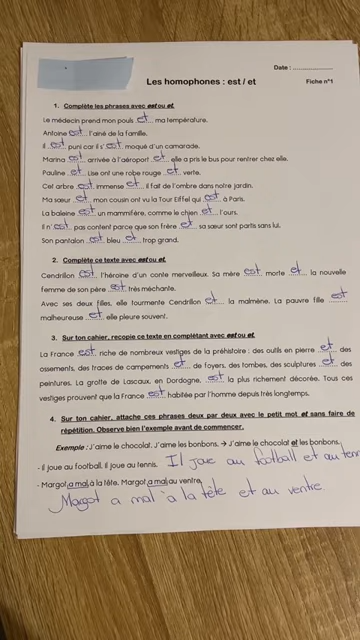 Date : ....................
Les homophones : est / et
Fiche n°1
1. Complète les phrases avec est ou et.
Le médecin prend mon pouls et ma température.
Antoine est l'aîné de la famille.
Il est puni car il s'est moqué d'un camarade.
Marina est arrivée à l'aéroport et elle a pris le bus pour rentrer chez elle.
Pauline et Lise ont une robe rouge et verte.
Cet arbre est immense et il fait de l'ombre dans notre jardin.
Ma sœur et mon cousin ont vu la Tour Eiffel qui est à Paris.
La baleine est un mammifère, comme le chien et l'ours.
Il n'est pas content parce que son frère et sa sœur sont partis sans lui.
Son pantalon est bleu et trop grand.
2. Complète ce texte avec est ou et.
Cendrillon est l'héroïne d'un conte merveilleux. Sa mère est morte et la nouvelle
femme de son père est très méchante.
Avec ses deux filles, elle tourmente Cendrillon et la malmène. La pauvre fille est
malheureuse et elle pleure souvent.
3. Sur ton cahier, recopie ce texte en complétant avec est ou et.
La France est riche de nombreux vestiges de la préhistoire : des outils en pierre et des
ossements, des traces de campements et de foyers, des tombes, des sculptures et des
peintures. La grotte de Lascaux, en Dordogne, est la plus richement décorée. Tous ces
vestiges prouvent que la France est habitée par l'homme depuis très longtemps.
4. Sur ton cahier, attache ces phrases deux par deux avec le petit mot et sans faire de
répétition. Observe bien l'exemple avant de commencer.
Exemple : J'aime le chocolat. J'aime les bonbons. → J'aime le chocolat et les bonbons.
- Il joue au football. Il joue au tennis. Il joue au football et au tenn
- Margot a mal à la tête. Margot a mal au ventre.
Margot a mal à la tête et au ventre.